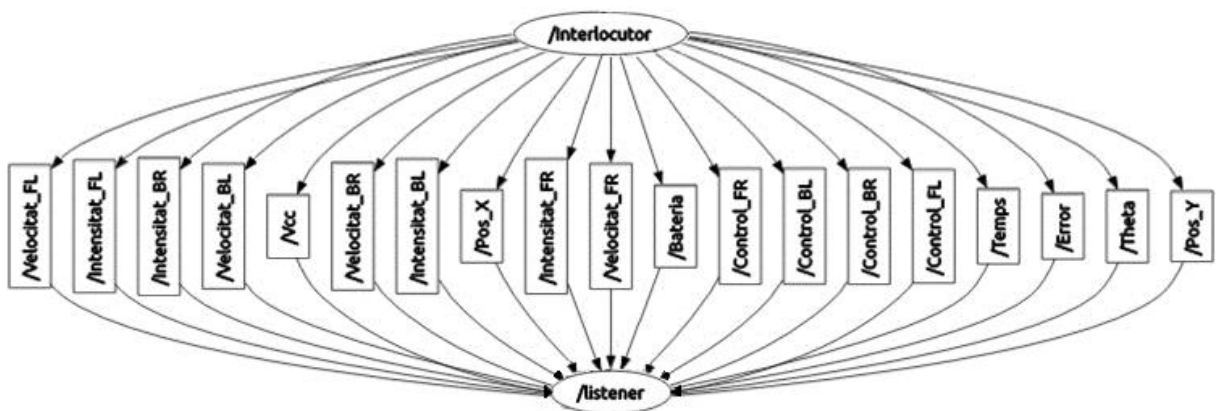 /Interlocutor
/Velocitat_FL
/Intensitat_FL
/Intensitat_BR
/Velocitat_BL
/Vcc
/Velocitat_BR
/Intensitat_BL
/Pos_X
/Intensitat_FR
/Velocitat_FR
/Bateria
/Control_FR
/Control_BL
/Control_BR
/Control_FL
/Temps
/Error
/Theta
/Pos_Y
/listener